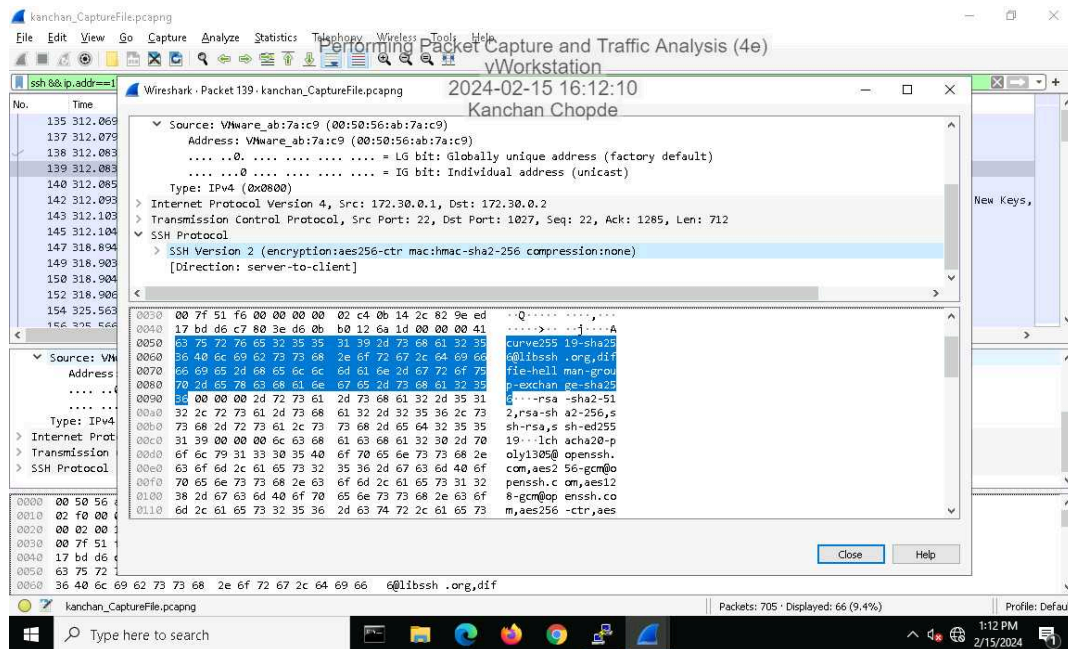 kanchan_CaptureFile.pcapng
File Edit View Go Capture Analyze Statistics Telephony Wireless Tools Help
Performing Packet Capture and Traffic Analysis (4e)
vWorkstation
2024-02-15 16:12:10
Kanchan Chopde
ssh && ip.addr==1
Wireshark · Packet 139 · kanchan_CaptureFile.pcapng
No. Time
135 312.069
137 312.079
138 312.083
139 312.083
140 312.085
142 312.093
New Keys,
143 312.103
145 312.104
147 318.894
149 318.903
150 318.904
152 318.906
154 325.563
156 325.566
Source: VMware_ab:7a:c9 (00:50:56:ab:7a:c9)
Address: VMware_ab:7a:c9 (00:50:56:ab:7a:c9)
.... ..0. .... .... .... .... = LG bit: Globally unique address (factory default)
.... ...0 .... .... .... .... = IG bit: Individual address (unicast)
Type: IPv4 (0x0800)
Internet Protocol Version 4, Src: 172.30.0.1, Dst: 172.30.0.2
Transmission Control Protocol, Src Port: 22, Dst Port: 1027, Seq: 22, Ack: 1285, Len: 712
SSH Protocol
SSH Version 2 (encryption:aes256-ctr mac:hmac-sha2-256 compression:none)
[Direction: server-to-client]
0030 00 7f 51 f6 00 00 00 00 02 c4 0b 14 2c 82 9e ed ··Q····· ····,···
0040 17 bd d6 c7 80 3e d6 0b b0 12 6a 1d 00 00 00 41 ·····>·· ··j····A
0050 63 75 72 76 65 32 35 35 31 39 2d 73 68 61 32 35 curve255 19-sha25
0060 36 40 6c 69 62 73 73 68 2e 6f 72 67 2c 64 69 66 6@libssh .org,dif
0070 66 69 65 2d 68 65 6c 6c 6d 61 6e 2d 67 72 6f 75 fie-hell man-grou
0080 70 2d 65 78 63 68 61 6e 67 65 2d 73 68 61 32 35 p-exchan ge-sha25
0090 36 00 00 00 2d 72 73 61 2d 73 68 61 32 2d 35 31 6···-rsa -sha2-51
00a0 32 2c 72 73 61 2d 73 68 61 32 2d 32 35 36 2c 73 2,rsa-sh a2-256,s
00b0 73 68 2d 72 73 61 2c 73 73 68 2d 65 64 32 35 35 sh-rsa,s sh-ed255
00c0 31 39 00 00 00 6c 63 68 61 63 68 61 32 30 2d 70 19···lch acha20-p
00d0 6f 6c 79 31 33 30 35 40 6f 70 65 6e 73 73 68 2e oly1305@ openssh.
00e0 63 6f 6d 2c 61 65 73 32 35 36 2d 67 63 6d 40 6f com,aes2 56-gcm@o
00f0 70 65 6e 73 73 68 2e 63 6f 6d 2c 61 65 73 31 32 penssh.c om,aes12
0100 38 2d 67 63 6d 40 6f 70 65 6e 73 73 68 2e 63 6f 8-gcm@op enssh.co
0110 6d 2c 61 65 73 32 35 36 2d 63 74 72 2c 61 65 73 m,aes256 -ctr,aes
Close Help
Source: VM
Address
Type: IPv4
Internet Prot
Transmission
SSH Protocol
0000 00 50 56
0010 02 f0 00
0020 00 02 00
0030 00 7f 51
0040 17 bd d6
0050 63 75 72
0060 36 40 6c 69 62 73 73 68 2e 6f 72 67 2c 64 69 66 6@libssh .org,dif
kanchan_CaptureFile.pcapng
Packets: 705 · Displayed: 66 (9.4%)
Profile: Defau
Type here to search
1:12 PM
2/15/2024